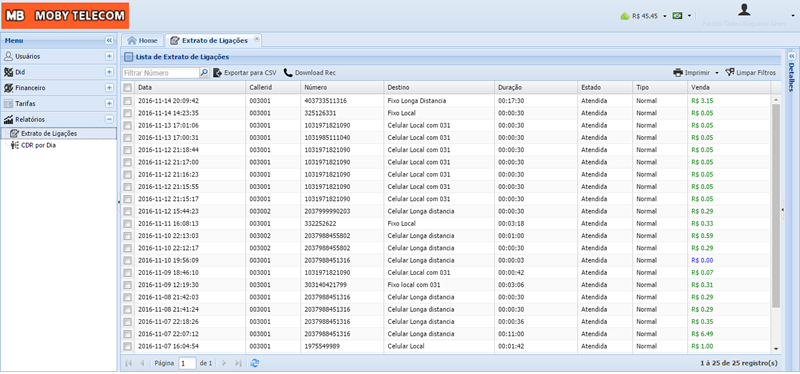 MB MOBY TELECOM
R$ 45.45
Menu
Usuários
Did
Financeiro
Tarifas
Relatórios
Extrato de Ligações
CDR por Dia
Home Extrato de Ligações
Lista de Extrato de Ligações
Filtrar Número Exportar para CSV Download Rec Imprimir Limpar Filtros
Detalhes
Data Callerid Número Destino Duração Estado Tipo Venda
2016-11-14 20:09:42 003001 403733511316 Fixo Longa Distancia 00:17:30 Atendida Normal R$ 3.15
2016-11-14 14:23:35 003001 325126331 Fixo Local 00:00:30 Atendida Normal R$ 0.05
2016-11-13 17:01:06 003001 1031971821090 Celular Local com 031 00:00:30 Atendida Normal R$ 0.05
2016-11-13 17:00:31 003001 1031985111040 Celular Local com 031 00:00:30 Atendida Normal R$ 0.05
2016-11-12 21:18:44 003001 1031971821090 Celular Local com 031 00:00:30 Atendida Normal R$ 0.05
2016-11-12 21:17:00 003001 1031971821090 Celular Local com 031 00:00:30 Atendida Normal R$ 0.05
2016-11-12 21:16:23 003001 1031971821090 Celular Local com 031 00:00:30 Atendida Normal R$ 0.05
2016-11-12 21:15:55 003001 1031971821090 Celular Local com 031 00:00:30 Atendida Normal R$ 0.05
2016-11-12 21:15:17 003001 1031971821090 Celular Local com 031 00:00:30 Atendida Normal R$ 0.05
2016-11-12 15:44:23 003002 2037999990203 Celular Longa distancia 00:00:30 Atendida Normal R$ 0.29
2016-11-11 16:08:13 003001 332252622 Fixo Local 00:03:18 Atendida Normal R$ 0.33
2016-11-10 22:13:03 003002 2037988455802 Celular Longa distancia 00:01:00 Atendida Normal R$ 0.59
2016-11-10 22:12:17 003002 2037988455802 Celular Longa distancia 00:00:30 Atendida Normal R$ 0.29
2016-11-10 19:56:09 003001 2037988451316 Celular Longa distancia 00:00:03 Atendida Normal R$ 0.00
2016-11-09 18:46:10 003001 1031971821090 Celular Local com 031 00:00:42 Atendida Normal R$ 0.07
2016-11-09 12:19:30 003001 303140421799 Fixo local com 031 00:03:06 Atendida Normal R$ 0.31
2016-11-08 21:42:03 003001 2037988451316 Celular Longa distancia 00:00:30 Atendida Normal R$ 0.29
2016-11-08 21:41:24 003001 2037988451316 Celular Longa distancia 00:00:30 Atendida Normal R$ 0.29
2016-11-07 22:18:26 003001 2037988451316 Celular Longa distancia 00:00:36 Atendida Normal R$ 0.35
2016-11-07 22:07:12 003001 2037988451316 Celular Longa distancia 00:11:00 Atendida Normal R$ 6.49
2016-11-07 16:04:54 003001 1975549989 Celular Local 00:01:42 Atendida Normal R$ 1.00
Página 1 de 1 1 à 25 de 25 registro(s)